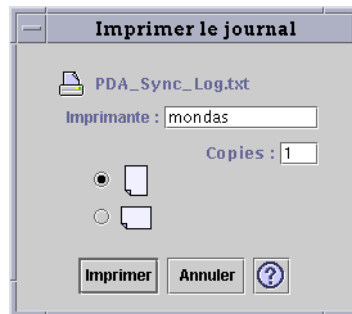 Imprimer le journal
PDA_Sync_Log.txt
Imprimante : mondas
Copies : 1
Imprimer Annuler ?